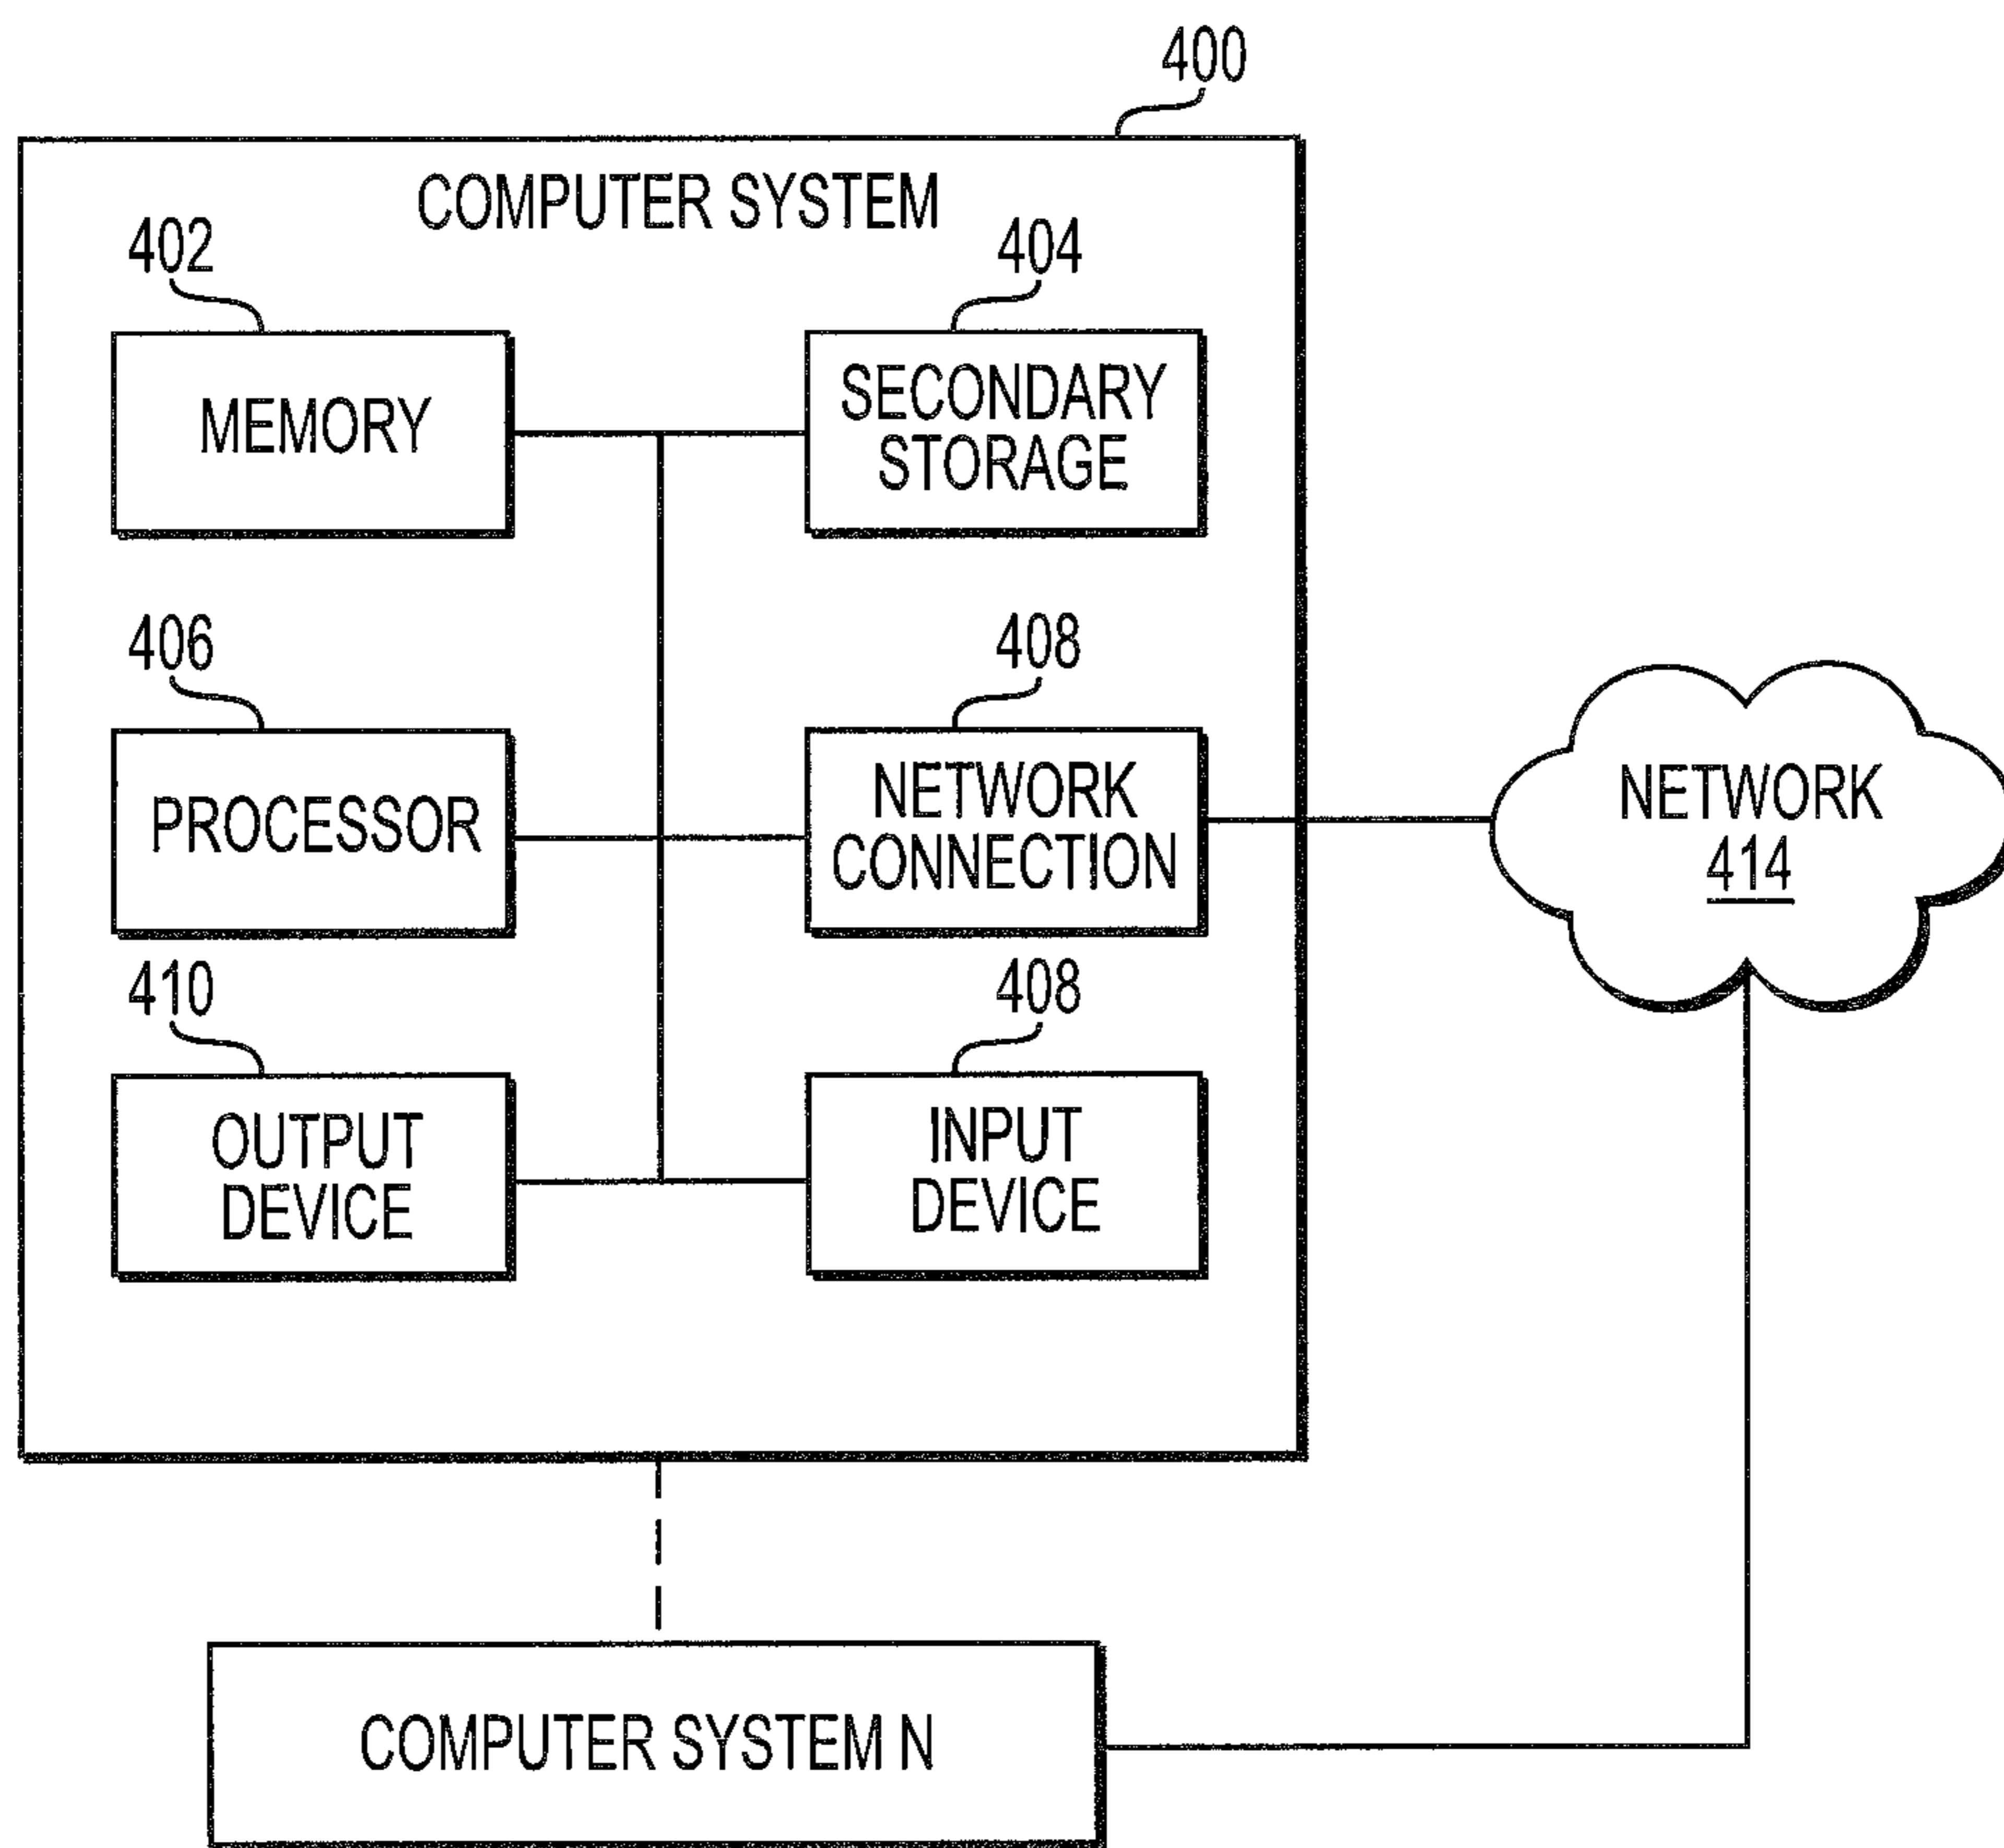 400
COMPUTER SYSTEM
402
404
MEMORY
SECONDARY
STORAGE
406
408
PROCESSOR
NETWORK
CONNECTION
NETWORK
414
410
408
OUTPUT
DEVICE
INPUT
DEVICE
COMPUTER SYSTEM N